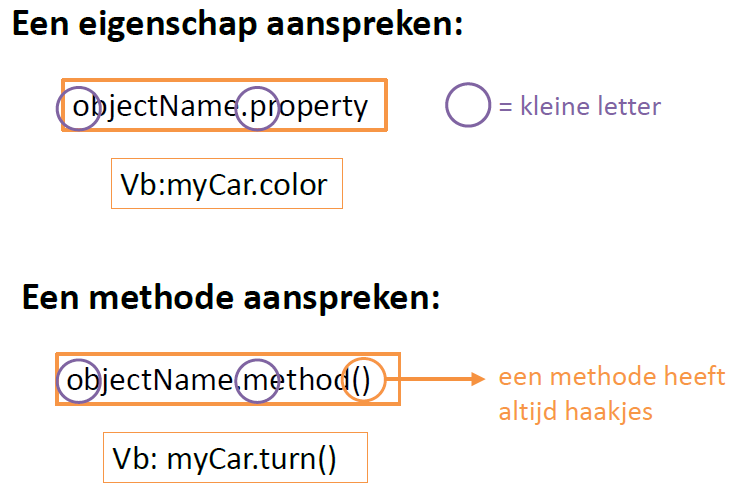 Een eigenschap aanspreken:
objectName.property
= kleine letter
Vb:myCar.color
Een methode aanspreken:
objectName.method()
een methode heeft
altijd haakjes
Vb: myCar.turn()